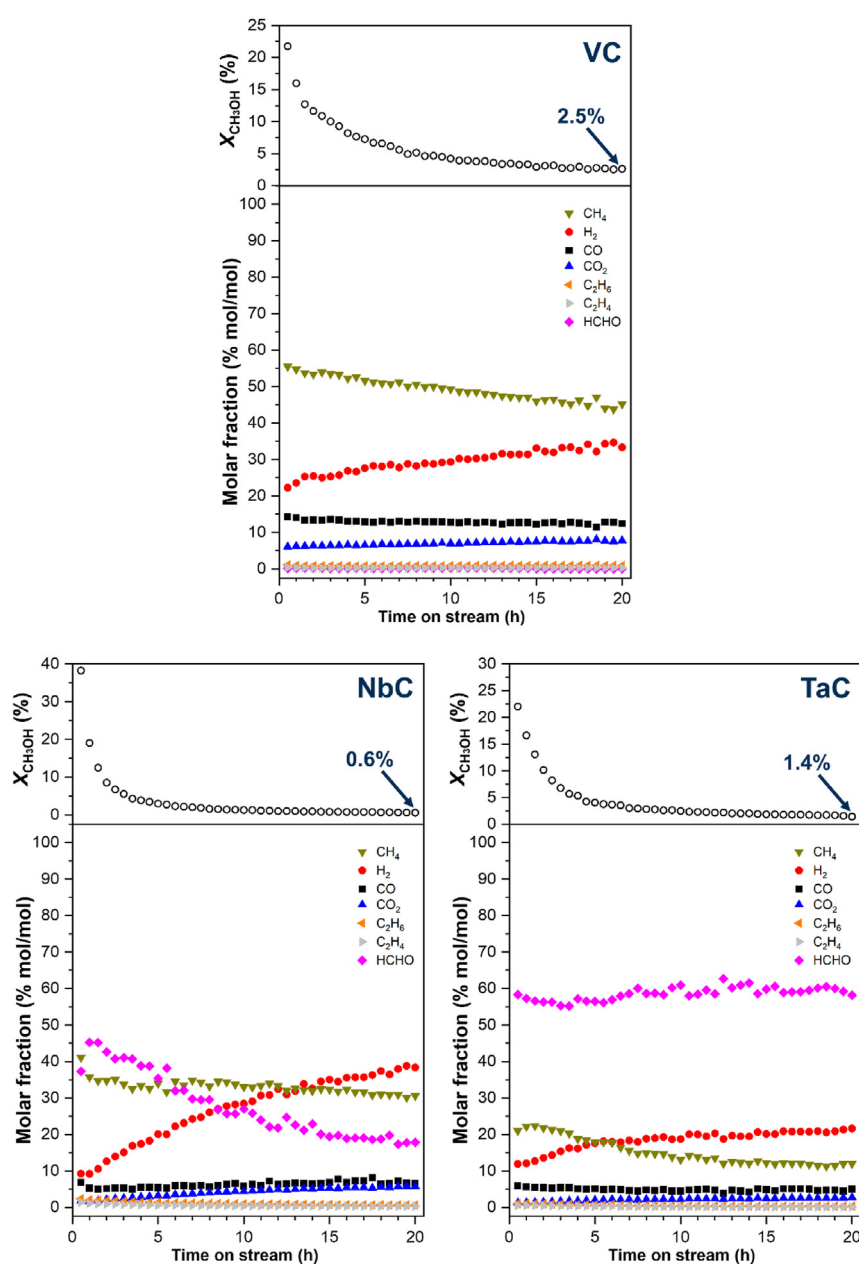 VC
X CH₃OH (%)
25
20
15
10
5
0
2.5%
Molar fraction (% mol/mol)
100
90
80
70
60
50
40
30
20
10
0
CH₄
H₂
CO
CO₂
C₂H₆
C₂H₄
HCHO
0 5 10 15 20
Time on stream (h)
NbC
X CH₃OH (%)
40
30
20
10
0
0.6%
Molar fraction (% mol/mol)
100
90
80
70
60
50
40
30
20
10
0
CH₄
H₂
CO
CO₂
C₂H₆
C₂H₄
HCHO
0 5 10 15 20
Time on stream (h)
TaC
X CH₃OH (%)
30
25
20
15
10
5
0
1.4%
Molar fraction (% mol/mol)
100
90
80
70
60
50
40
30
20
10
0
CH₄
H₂
CO
CO₂
C₂H₆
C₂H₄
HCHO
0 5 10 15 20
Time on stream (h)